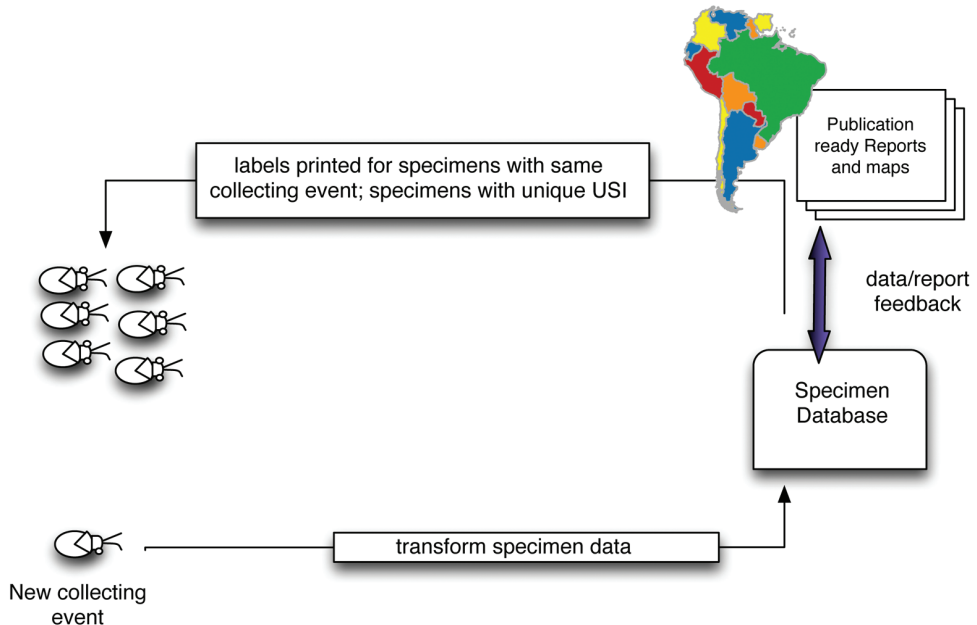 Publication
ready Reports
and maps
labels printed for specimens with same
collecting event; specimens with unique USI
data/report
feedback
Specimen
Database
transform specimen data
New collecting
event